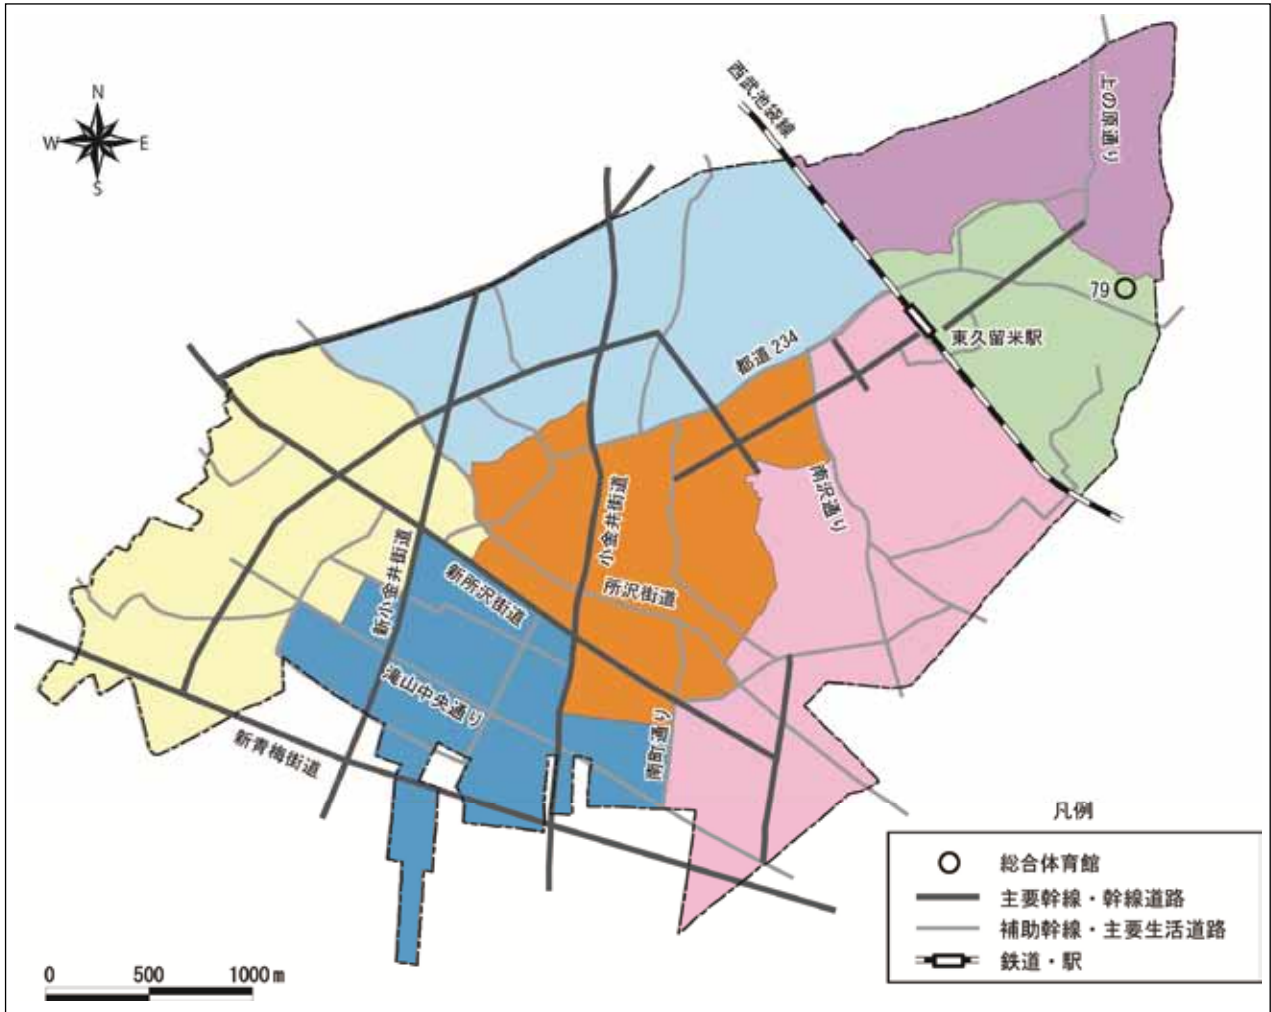 N
W
E
S
西武池袋線
上の原通り
79
東久留米駅
都道 234
南沢通り
小金井街道
所沢街道
新所沢街道
新小金井街道
滝山中央通り
南町通り
新青梅街道
凡例
総合体育館
主要幹線・幹線道路
補助幹線・主要生活道路
鉄道・駅
0 500 1000m